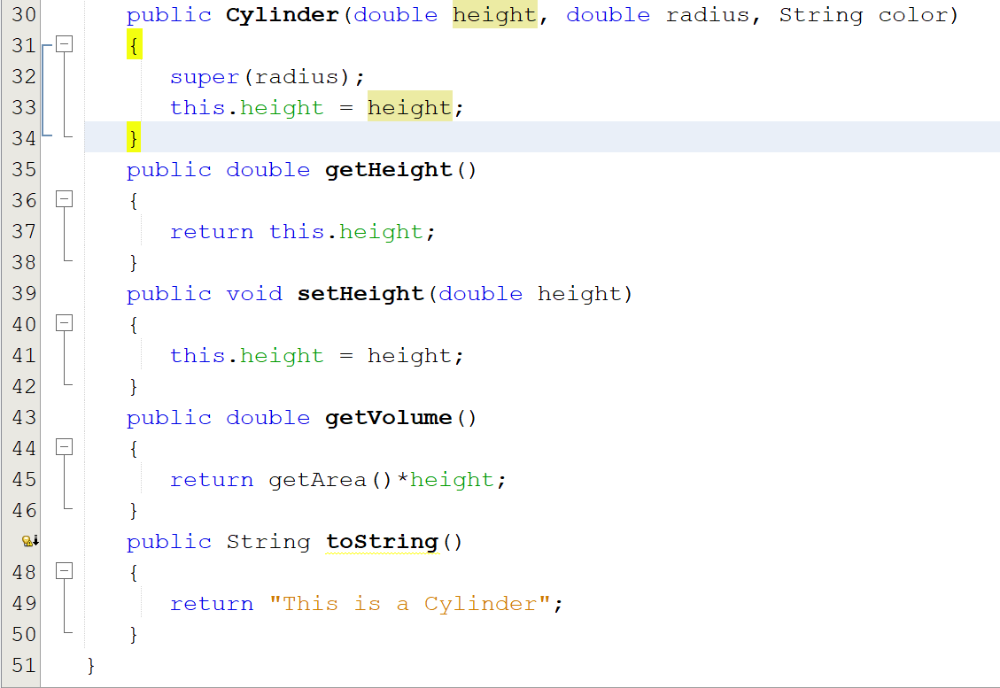 30 public Cylinder(double height, double radius, String color)
31 {
32 super(radius);
33 this.height = height;
34 }
35 public double getHeight()
36 {
37 return this.height;
38 }
39 public void setHeight(double height)
40 {
41 this.height = height;
42 }
43 public double getVolume()
44 {
45 return getArea()*height;
46 }
public String toString()
48 {
49 return "This is a Cylinder";
50 }
51 }